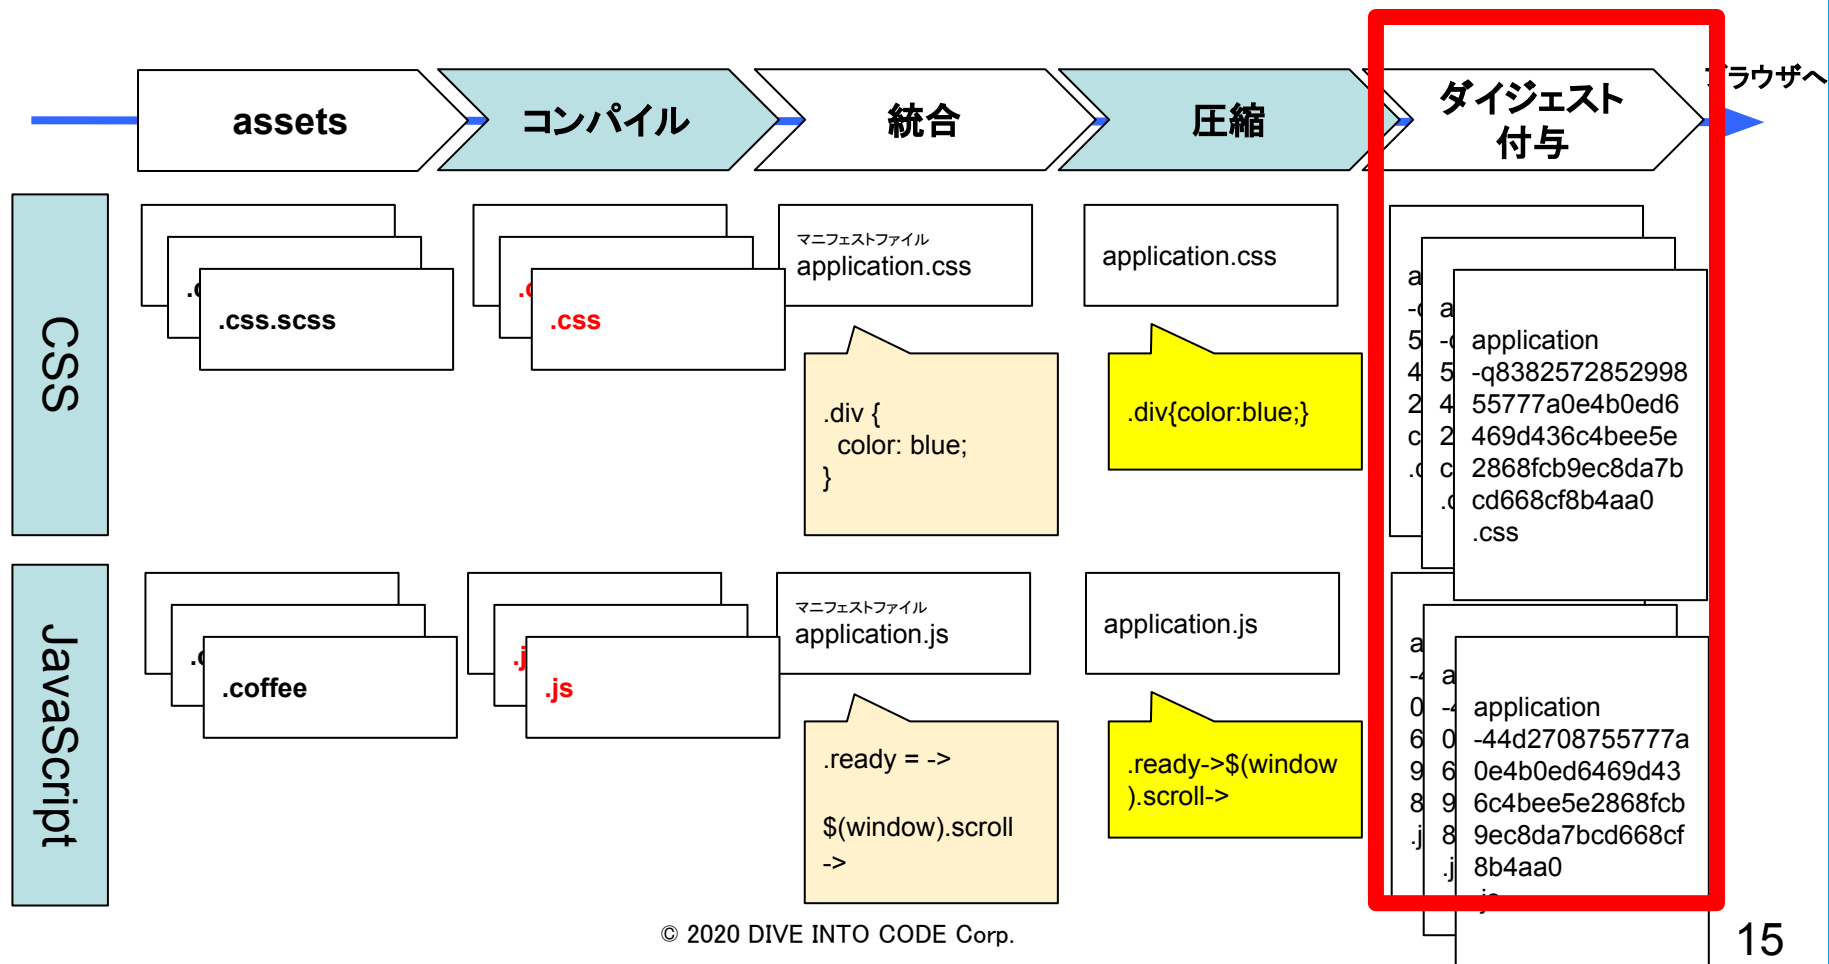 assets
コンパイル
統合
圧縮
ダイジェスト
付与
ブラウザへ
CSS
.css.scss
.css
マニフェストファイル
application.css
.div {
color: blue;
}
application.css
.div{color:blue;}
application
-q8382572852998
55777a0e4b0ed6
469d436c4bee5e
2868fcb9ec8da7b
cd668cf8b4aa0
.css
JavaScript
.coffee
.js
マニフェストファイル
application.js
.ready = ->
$(window).scroll
->
application.js
.ready->$(window
).scroll->
application
-44d2708755777a
0e4b0ed6469d43
6c4bee5e2868fcb
9ec8da7bcd668cf
8b4aa0
.js
© 2020 DIVE INTO CODE Corp.
15